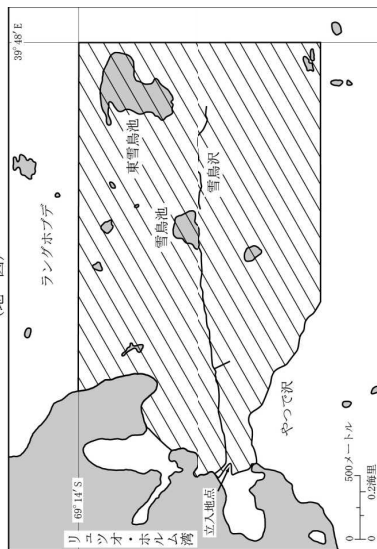 39°48′E
ラングホブデ
東雪鳥池
雪鳥池
雪鳥沢
69°14′S
リュツオ・ホルム湾
立入地点
やつで沢
500メートル
0
0.2海里
0